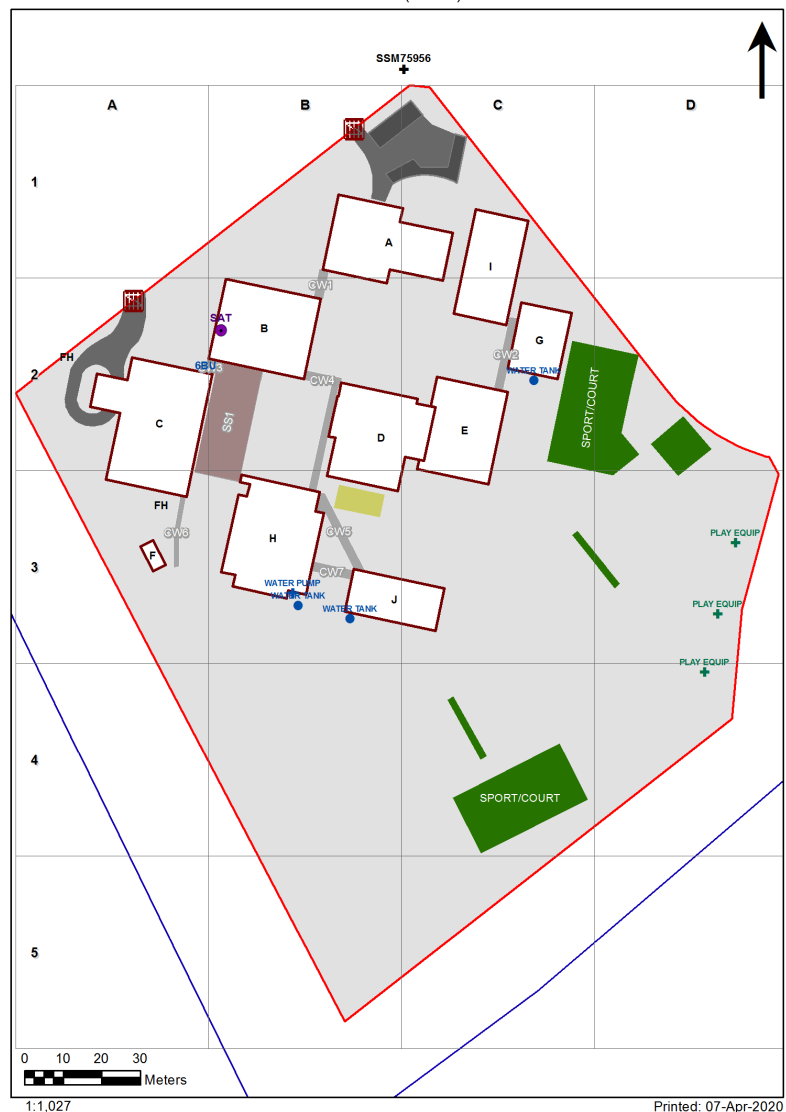 SSM75956
A
B
C
D
1
A
I
CW1
SAT
B
G
FH
2
6BU
CW2
WATER TANK
CW4
C
SS1
D
E
SPORT/COURT
FH
CW6
F
H
CW5
PLAY EQUIP
3
CW7
WATER PUMP
WATER TANK
WATER TANK
J
PLAY EQUIP
PLAY EQUIP
4
SPORT/COURT
5
0 10 20 30
Meters
1:1,027
Printed: 07-Apr-2020